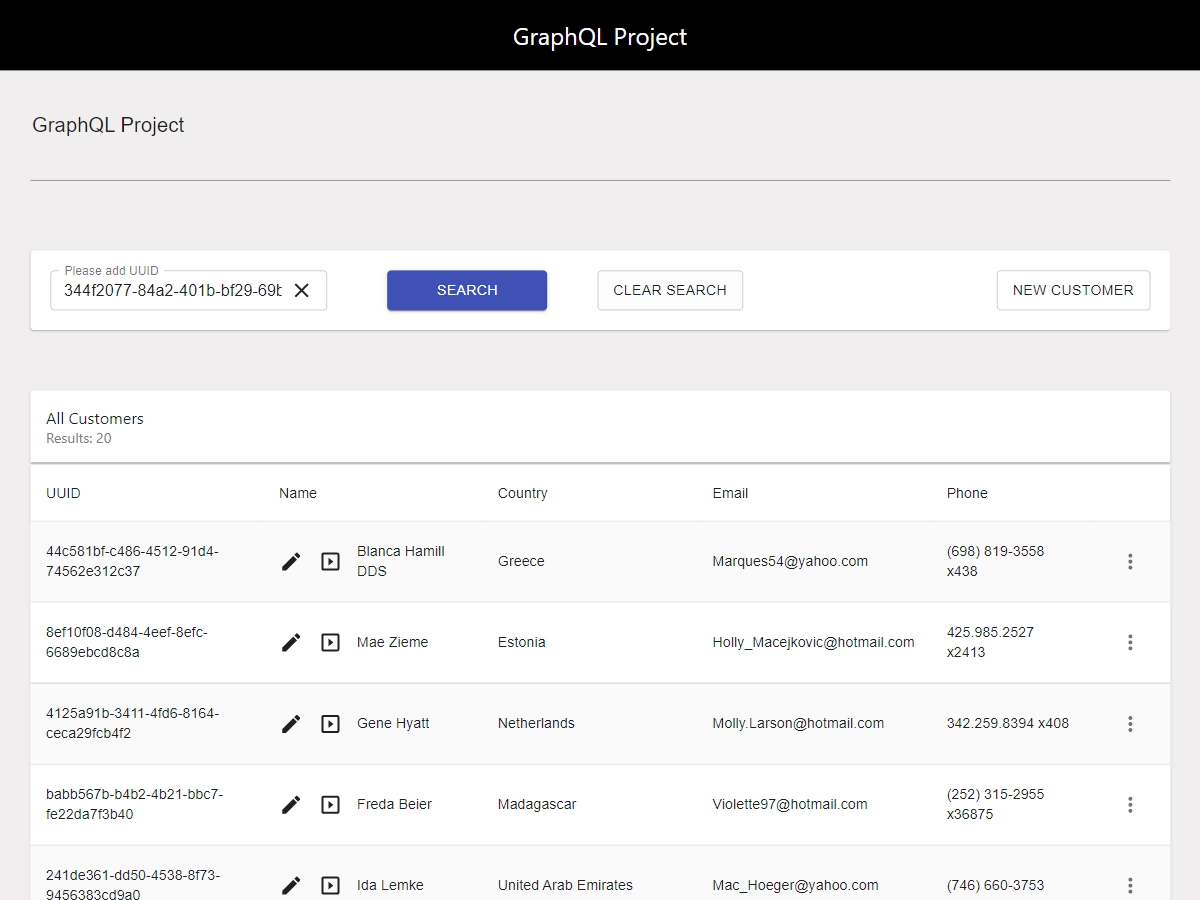 GraphQL Project
GraphQL Project
Please add UUID
344f2077-84a2-401b-bf29-69b
SEARCH
CLEAR SEARCH
NEW CUSTOMER
All Customers
Results: 20
UUID Name Country Email Phone
44c581bf-c486-4512-91d4-
74562e312c37
Blanca Hamill
DDS
Greece
Marques54@yahoo.com
(698) 819-3558
x438
8ef10f08-d484-4eef-8efc-
6689ebcd8c8a
Mae Zieme
Estonia
Holly_Macejkovic@hotmail.com
425.985.2527
x2413
4125a91b-3411-4fd6-8164-
ceca29fcb4f2
Gene Hyatt
Netherlands
Molly.Larson@hotmail.com
342.259.8394 x408
babb567b-b4b2-4b21-bbc7-
fe22da7f3b40
Freda Beier
Madagascar
Violette97@hotmail.com
(252) 315-2955
x36875
241de361-dd50-4538-8f73-
9456383cd9a0
Ida Lemke
United Arab Emirates
Mac_Hoeger@yahoo.com
(746) 660-3753